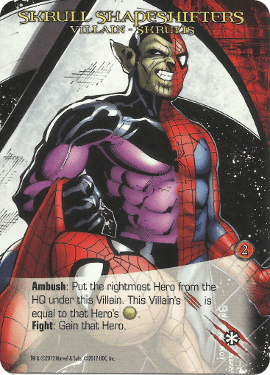 SKRULL SHAPESHIFTERS
VILLAIN - SKRULLS
2
Ambush: Put the rightmost Hero from the
HQ under this Villain. This Villain's
is
equal to that Hero's .
Fight: Gain that Hero.